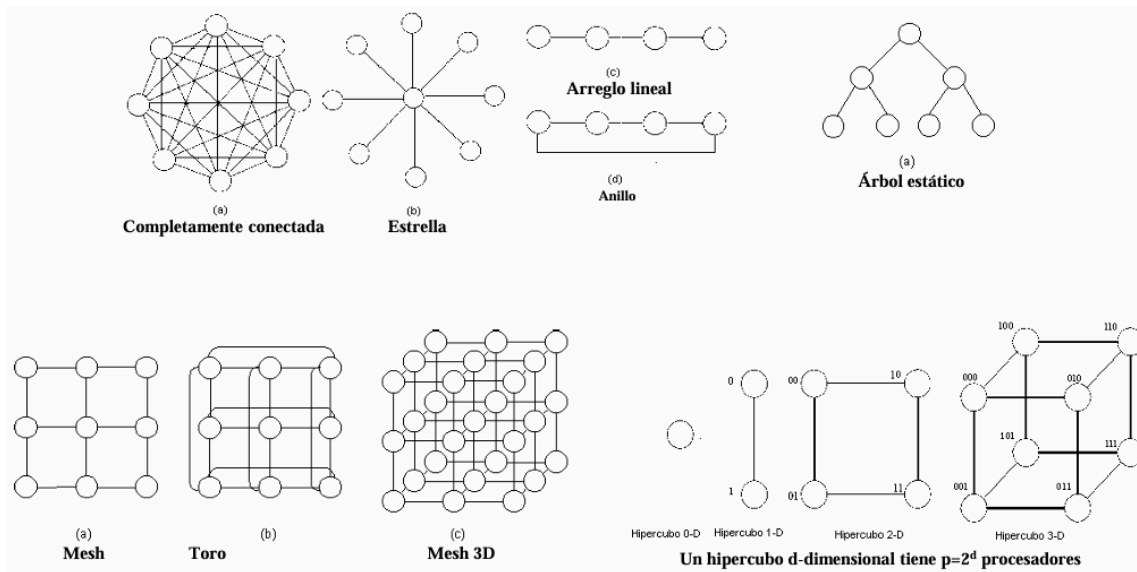 (a)
Completamente conectada
(b)
Estrella
(c)
Arreglo lineal
(d)
Anillo
(a)
Árbol estático
(a)
Mesh
(b)
Toro
(c)
Mesh 3D
Hipercubo 0-D
0
1
Hipercubo 1-D
00
10
01
11
Hipercubo 2-D
100
110
000
010
101
111
001
011
Hipercubo 3-D
Un hipercubo d-dimensional tiene p=2ᵈ procesadores